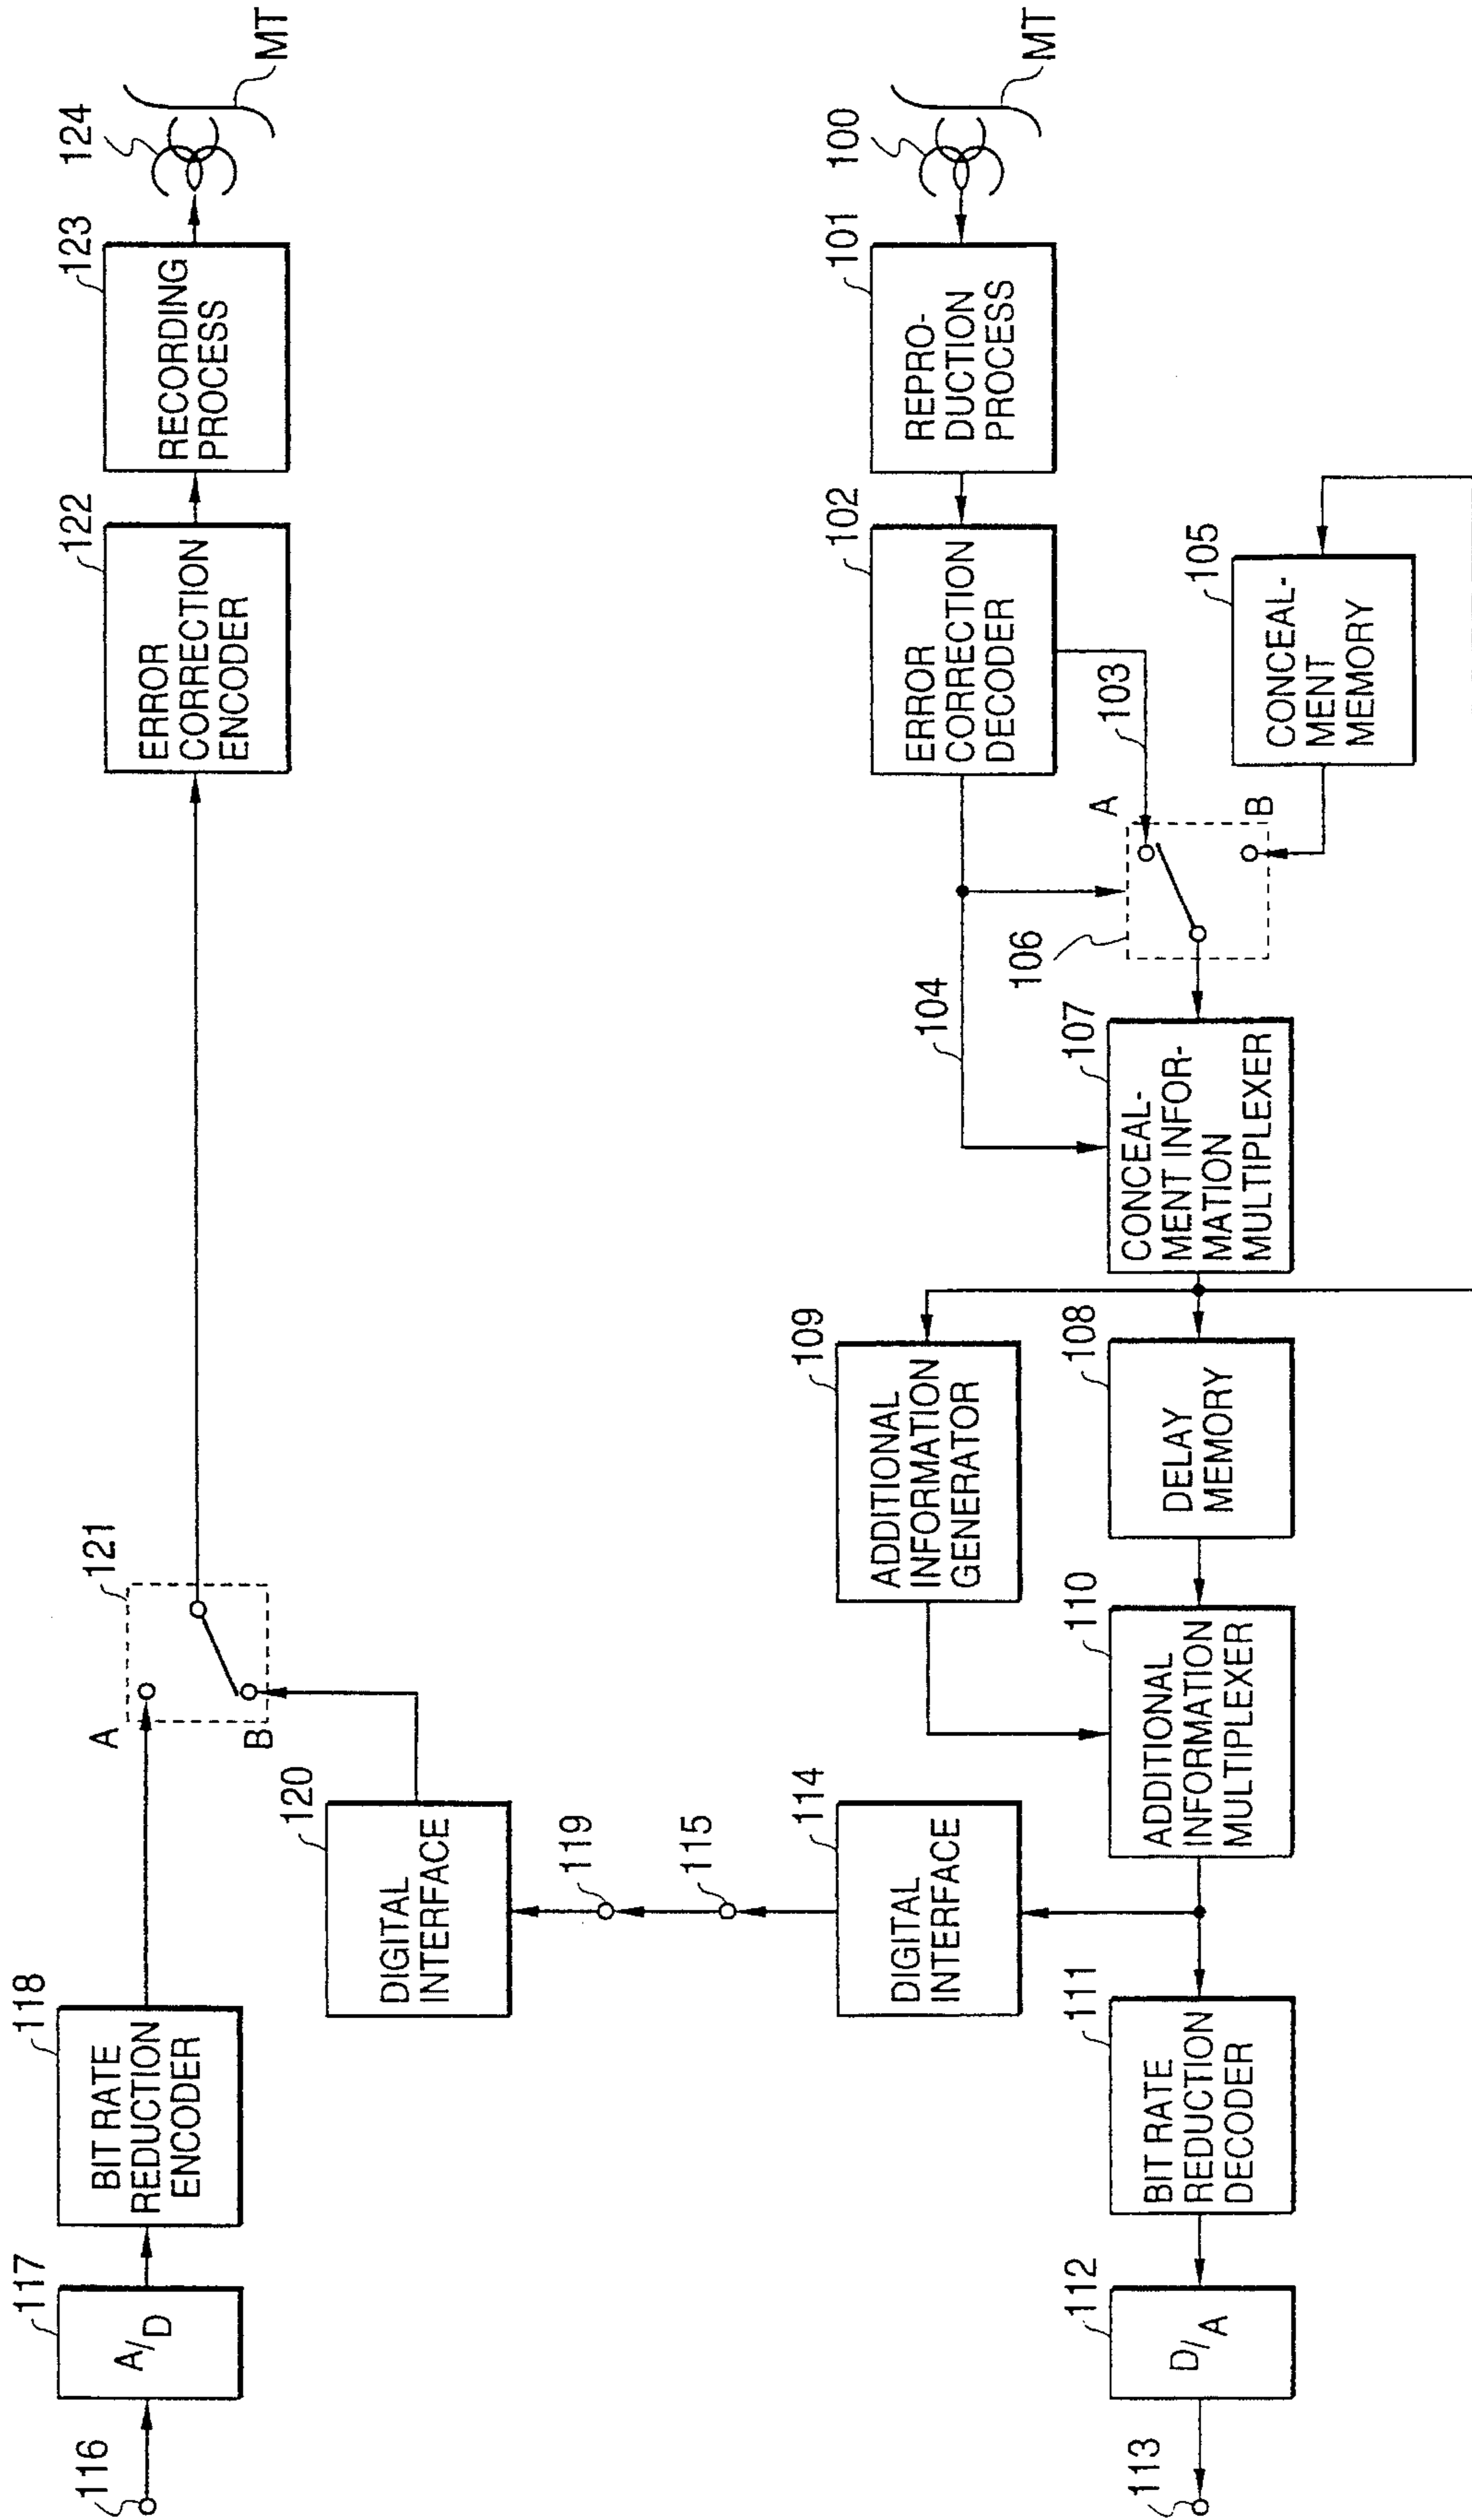 116
117
A/D
118
BIT RATE
REDUCTION
ENCODER
A
B
121
122
ERROR
CORRECTION
ENCODER
123
RECORDING
PROCESS
124
MT
120
DIGITAL
INTERFACE
119
115
114
DIGITAL
INTERFACE
113
112
D/A
111
BIT RATE
REDUCTION
DECODER
110
ADDITIONAL
INFORMATION
MULTIPLEXER
109
ADDITIONAL
INFORMATION
GENERATOR
108
DELAY
MEMORY
107
CONCEAL-
MENT INFOR-
MATION
MULTIPLEXER
104
106
A
B
103
105
CONCEAL-
MENT
MEMORY
102
ERROR
CORRECTION
DECODER
101
REPRO-
DUCTION
PROCESS
100
MT